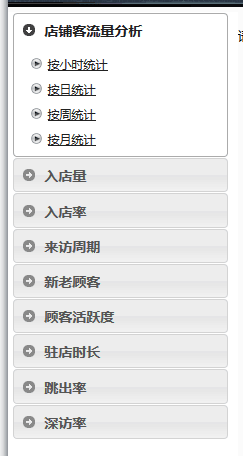 店铺客流量分析
按小时统计
按日统计
按周统计
按月统计
入店量
入店率
来访周期
新老顾客
顾客活跃度
驻店时长
跳出率
深访率